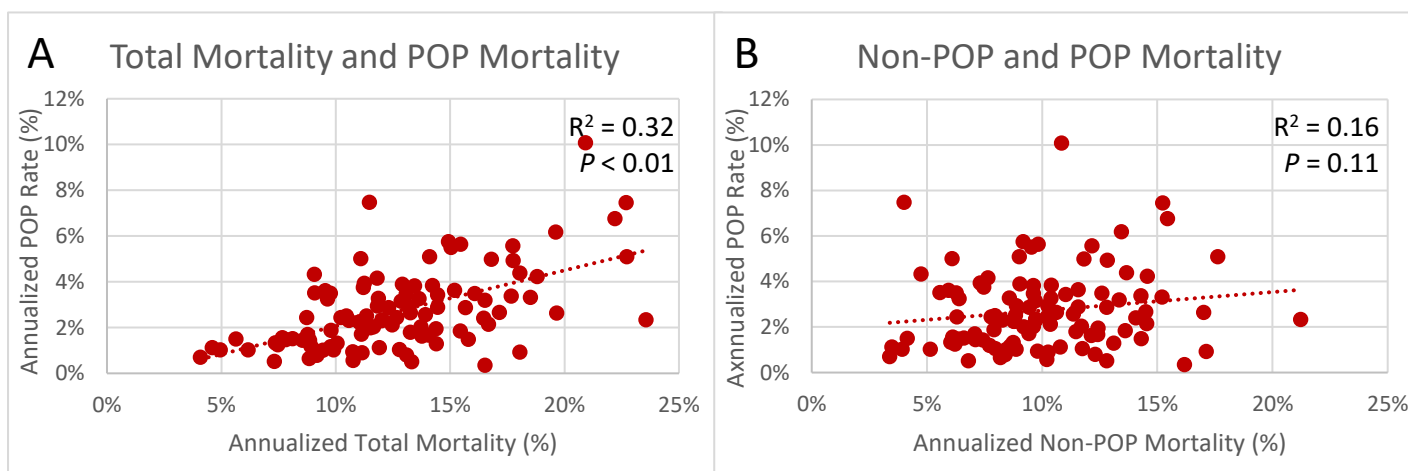 A
Total Mortality and POP Mortality
Annualized POP Rate (%)
12%
10%
8%
6%
4%
2%
0%
R² = 0.32
P < 0.01
0%
5%
10%
15%
20%
25%
Annualized Total Mortality (%)
B
Non-POP and POP Mortality
Axnnualized POP Rate (%)
12%
10%
8%
6%
4%
2%
0%
R² = 0.16
P = 0.11
0%
5%
10%
15%
20%
25%
Annualized Non-POP Mortality (%)